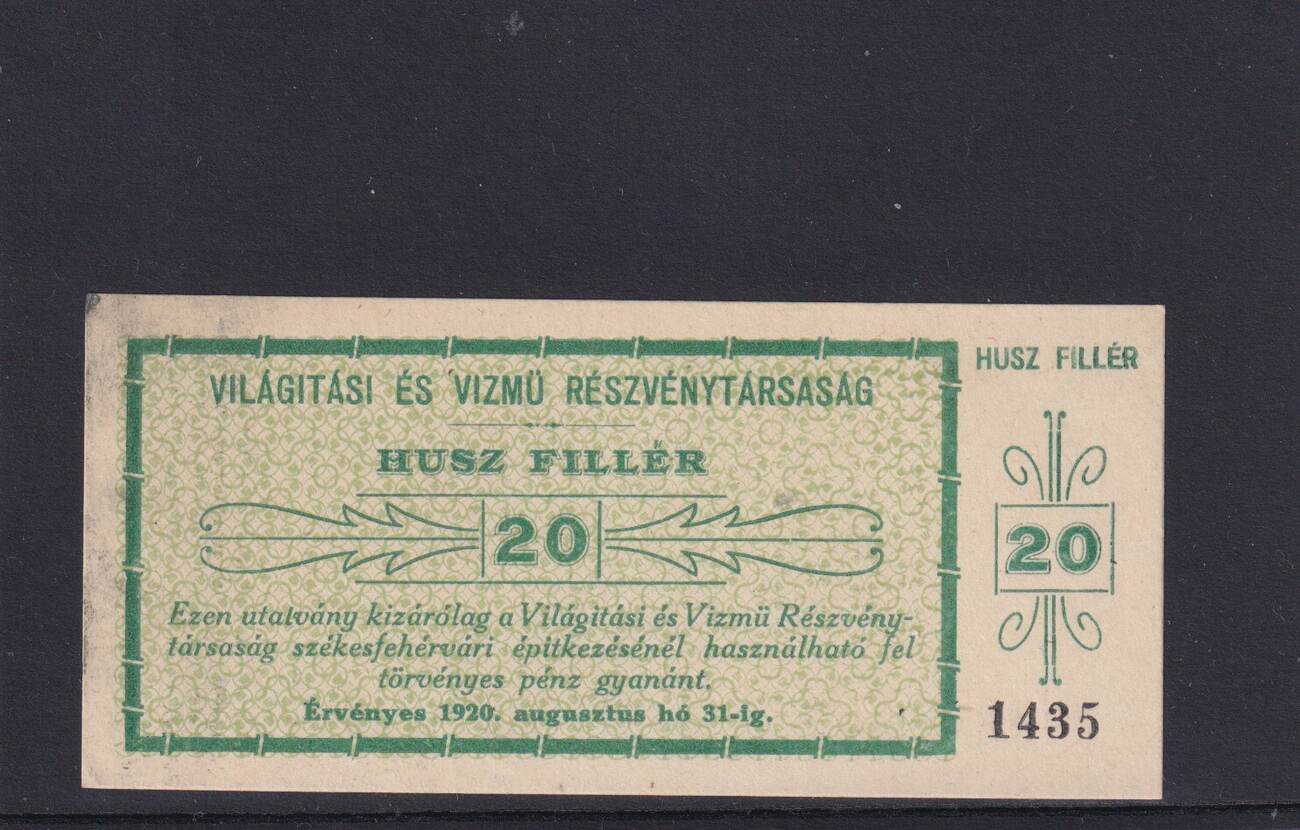 VILÁGITÁSI ÉS VIZMÜ RÉSZVÉNYTÁRSASÁG
HUSZ FILLÉR
20
Ezen utalvány kizárólag a Világitási és Vizmü Részvény-
társaság székesfehérvári épitkezésénél használható fel
törvényes pénz gyanánt.
Érvényes 1920. augusztus hó 31-ig.
HUSZ FILLÉR
20
1435